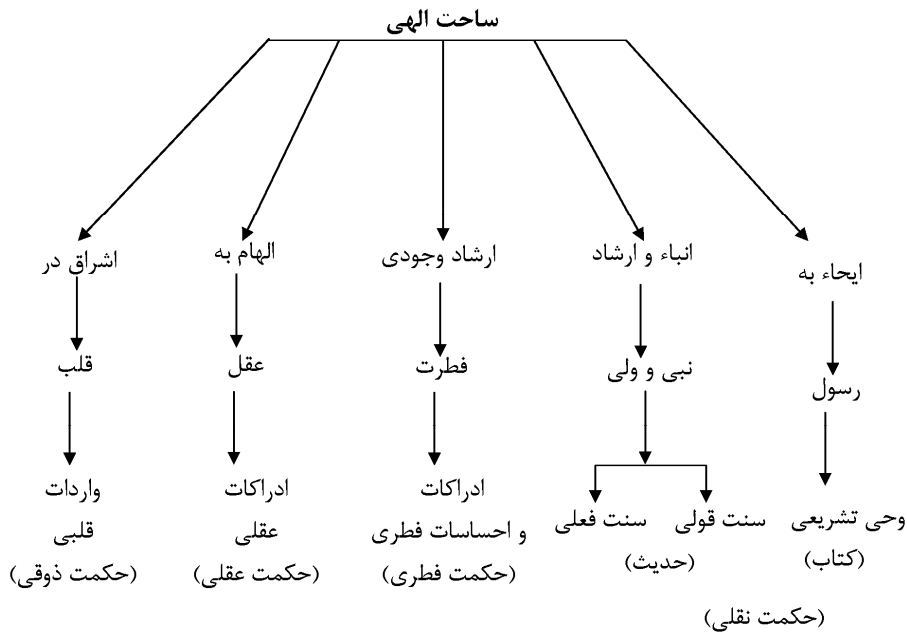 ساحت الهی
ایحاء به
رسول
وحی تشریعی
(کتاب)
انباء و ارشاد
نبی و ولی
سنت قولی
سنت فعلی
(حدیث)
(حکمت نقلی)
ارشاد وجودی
فطرت
ادراکات
و احساسات فطری
(حکمت فطری)
الهام به
عقل
ادراکات
عقلی
(حکمت عقلی)
اشراق در
قلب
واردات
قلبی
(حکمت ذوقی)